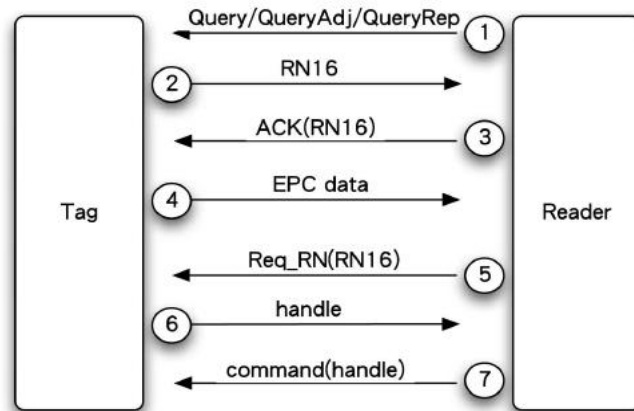 Query/QueryAdj/QueryRep
1
2
RN16
ACK(RN16)
3
4
EPC data
Tag
Reader
Req_RN(RN16)
5
6
handle
command(handle)
7